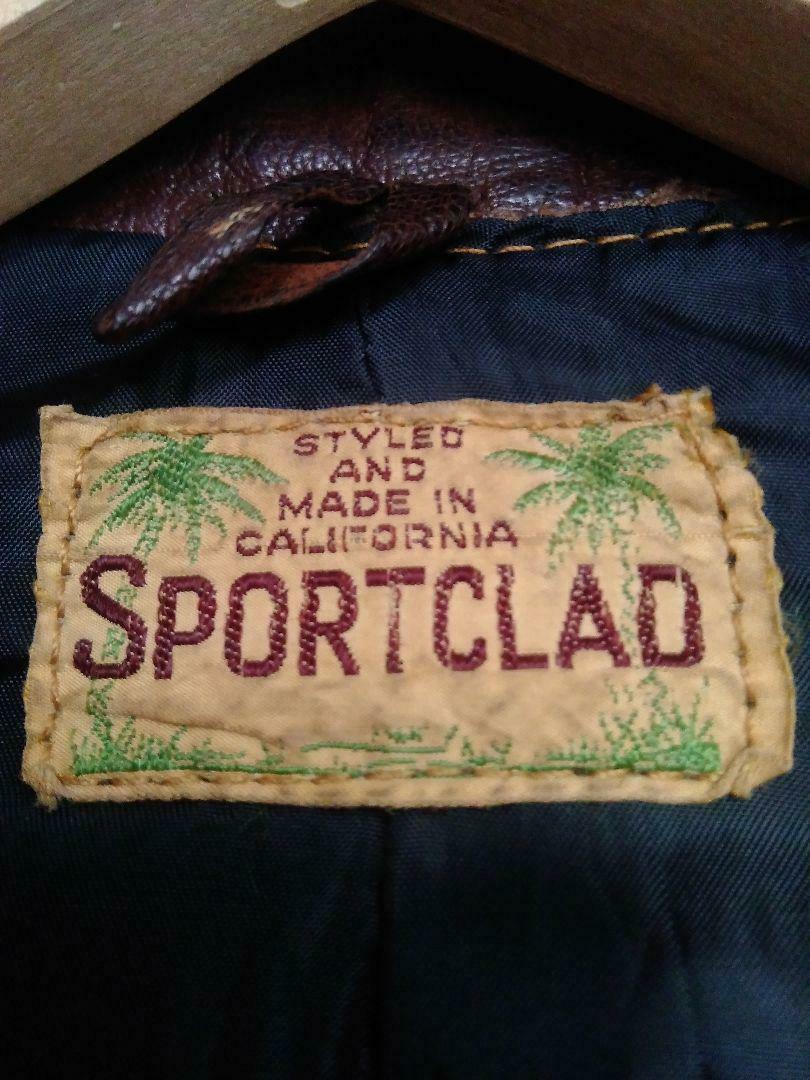 STYLED
AND
MADE IN
CALIFORNIA
SPORTCLAD